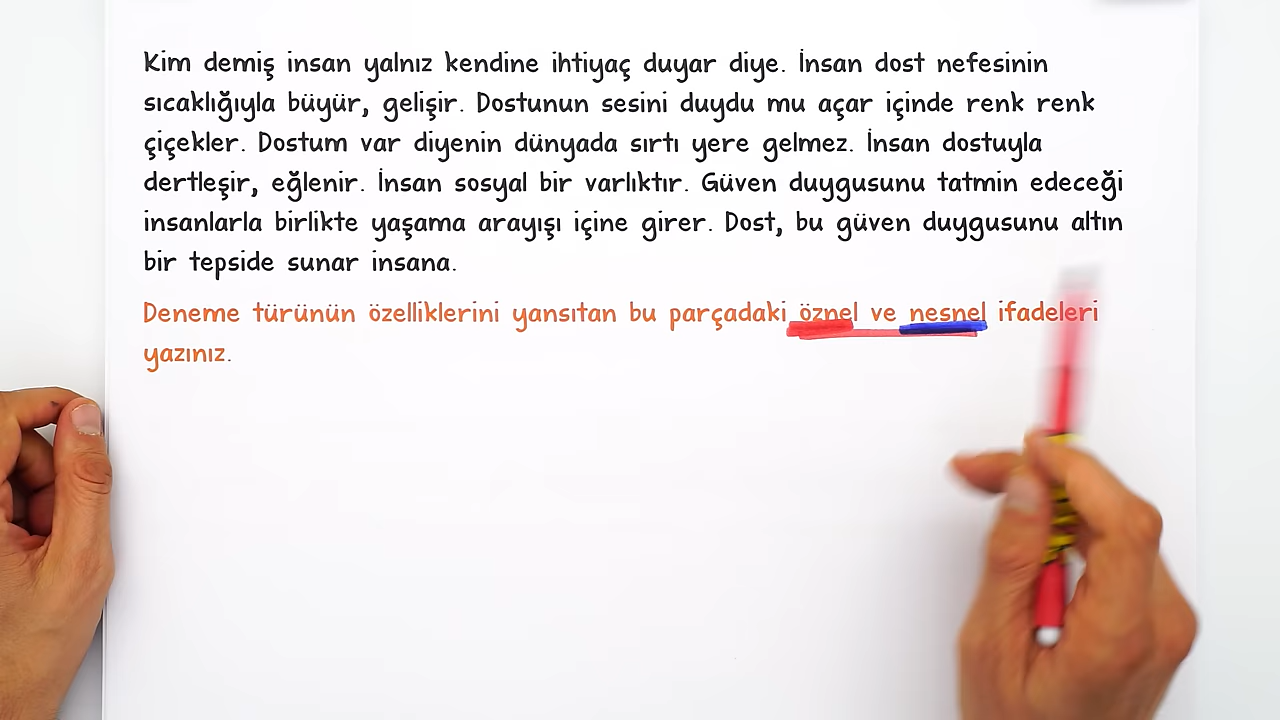 Kim demiş insan yalnız kendine ihtiyaç duyar diye. İnsan dost nefesinin
sıcaklığıyla büyür, gelişir. Dostunun sesini duydu mu açar içinde renk renk
çiçekler. Dostum var diyenin dünyada sırtı yere gelmez. İnsan dostuyla
dertleşir, eğlenir. İnsan sosyal bir varlıktır. Güven duygusunu tatmin edeceği
insanlarla birlikte yaşama arayışı içine girer. Dost, bu güven duygusunu altın
bir tepside sunar insana.
Deneme türünün özelliklerini yansıtan bu parçadaki öznel ve nesnel ifadeleri
yazınız.